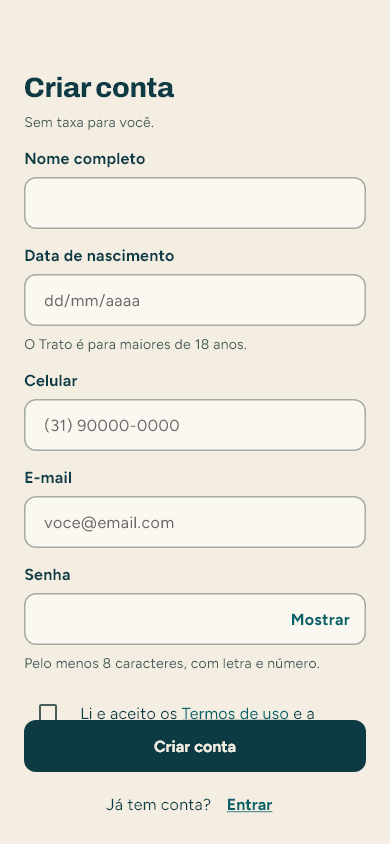 Criar conta
Sem taxa para você.
Nome completo
Data de nascimento
dd/mm/aaaa
O Trato é para maiores de 18 anos.
Celular
(31) 90000-0000
E-mail
voce@email.com
Senha
Mostrar
Pelo menos 8 caracteres, com letra e número.
Li e aceito os Termos de uso e a
Criar conta
Já tem conta? Entrar